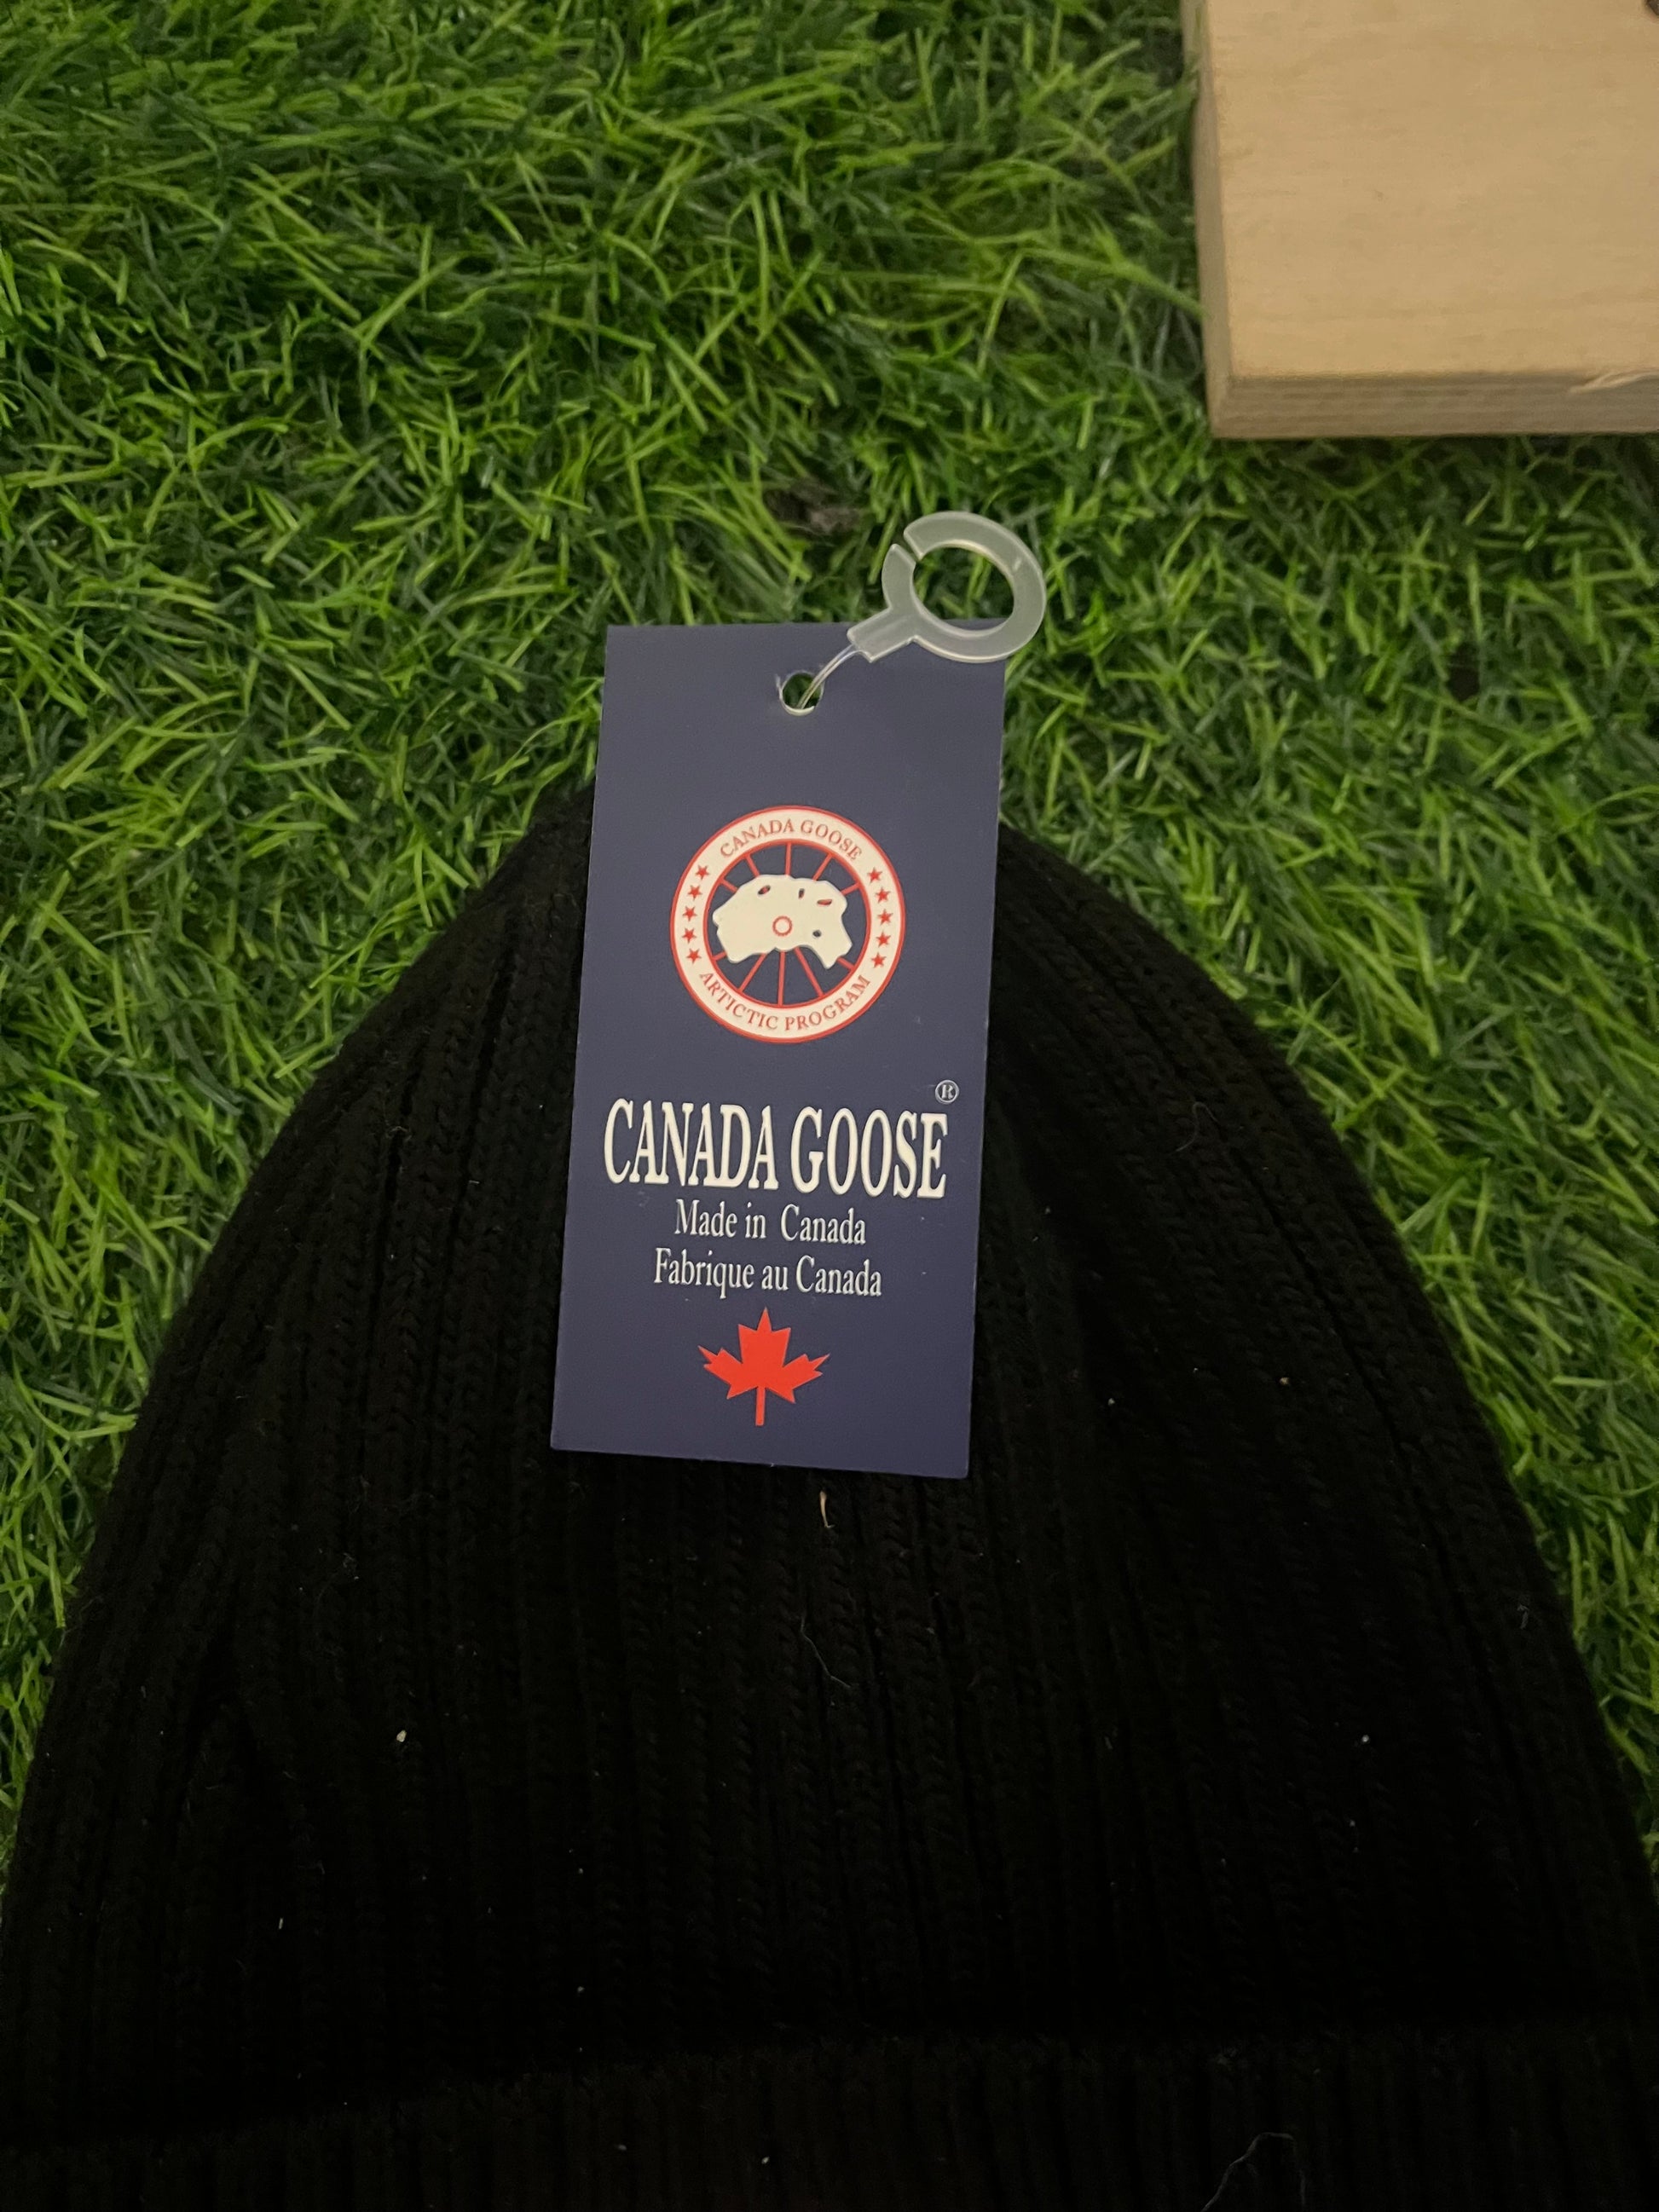 CANADA GOOSE
ARTICTIC PROGRAM
CANADA GOOSE®
Made in Canada
Fabrique au Canada